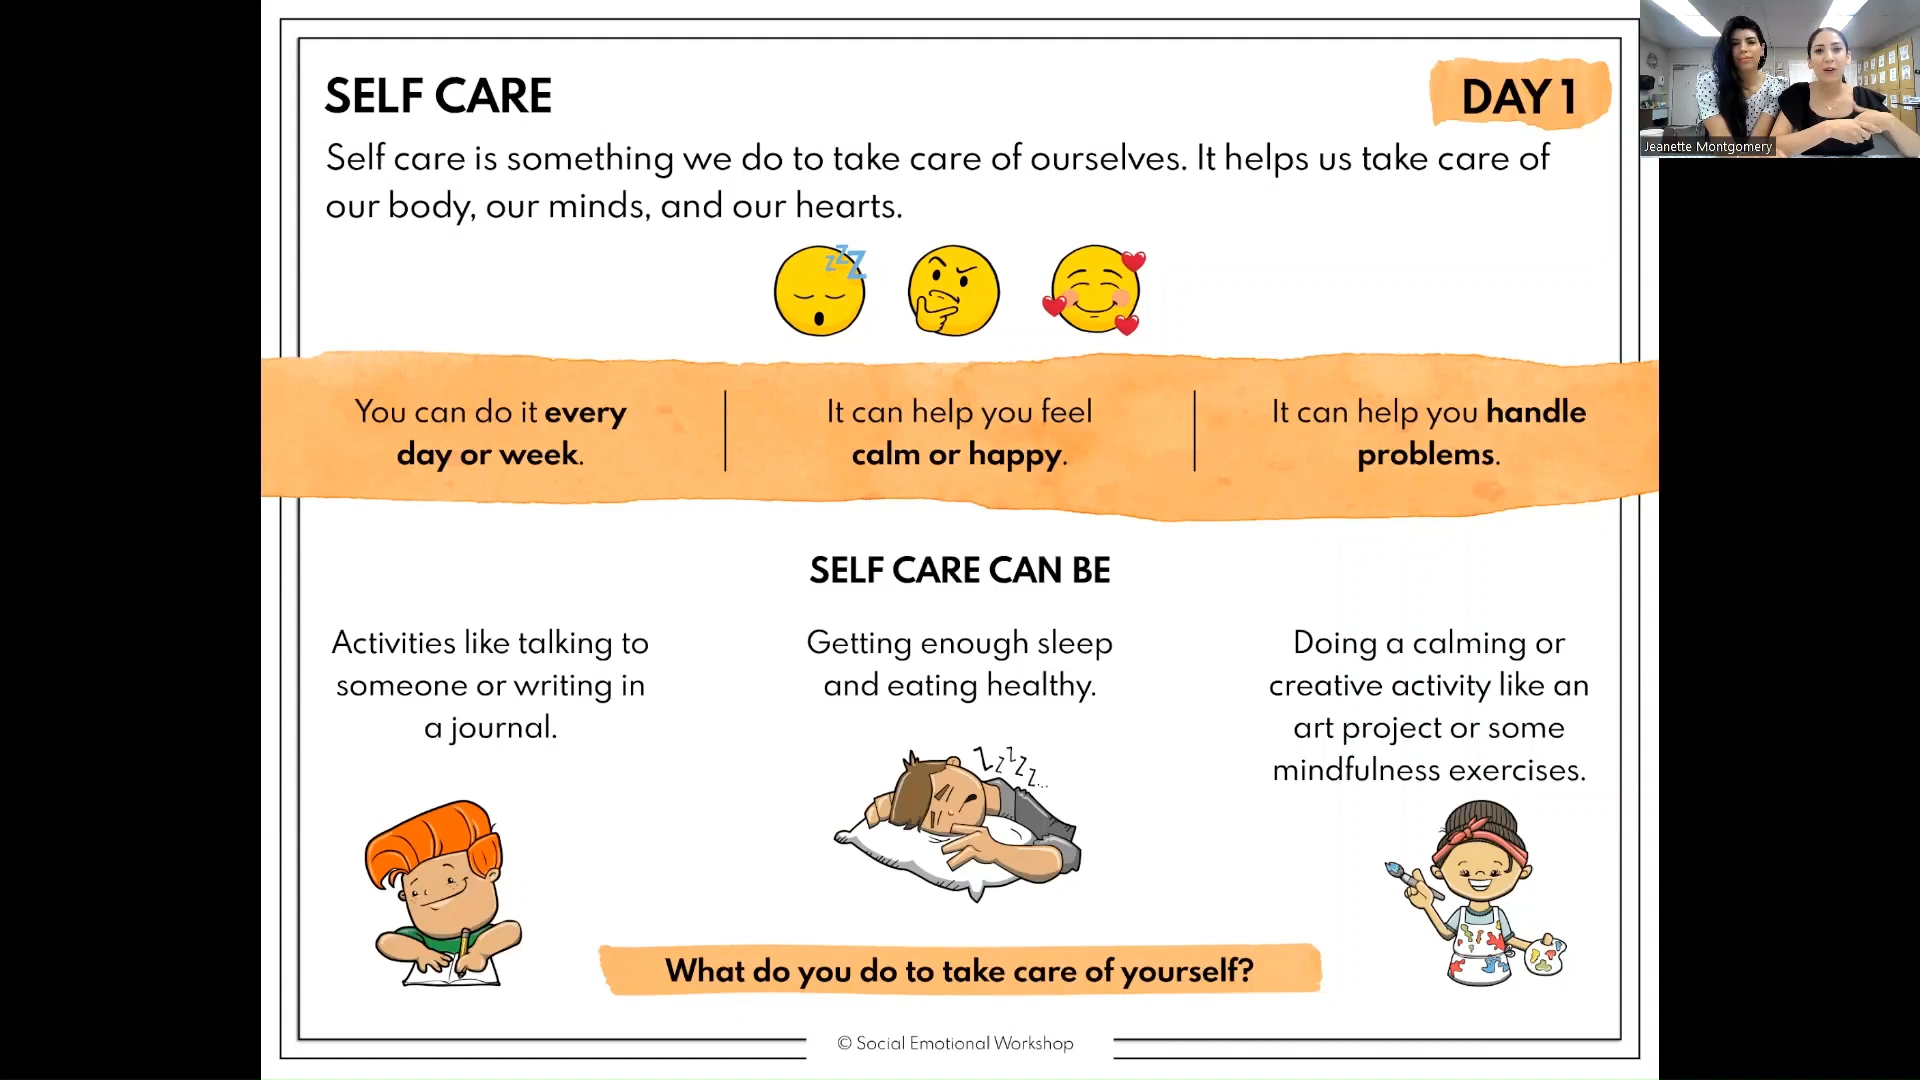 SELF CARE
DAY 1
Self care is something we do to take care of ourselves. It helps us take care of
our body, our minds, and our hearts.
zzz
You can do it every
day or week.
It can help you feel
calm or happy.
It can help you handle
problems.
SELF CARE CAN BE
Activities like talking to
someone or writing in
a journal.
Getting enough sleep
and eating healthy.
Doing a calming or
creative activity like an
art project or some
mindfulness exercises.
ZZZZZ...
What do you do to take care of yourself?
© Social Emotional Workshop
Jeanette Montgomery